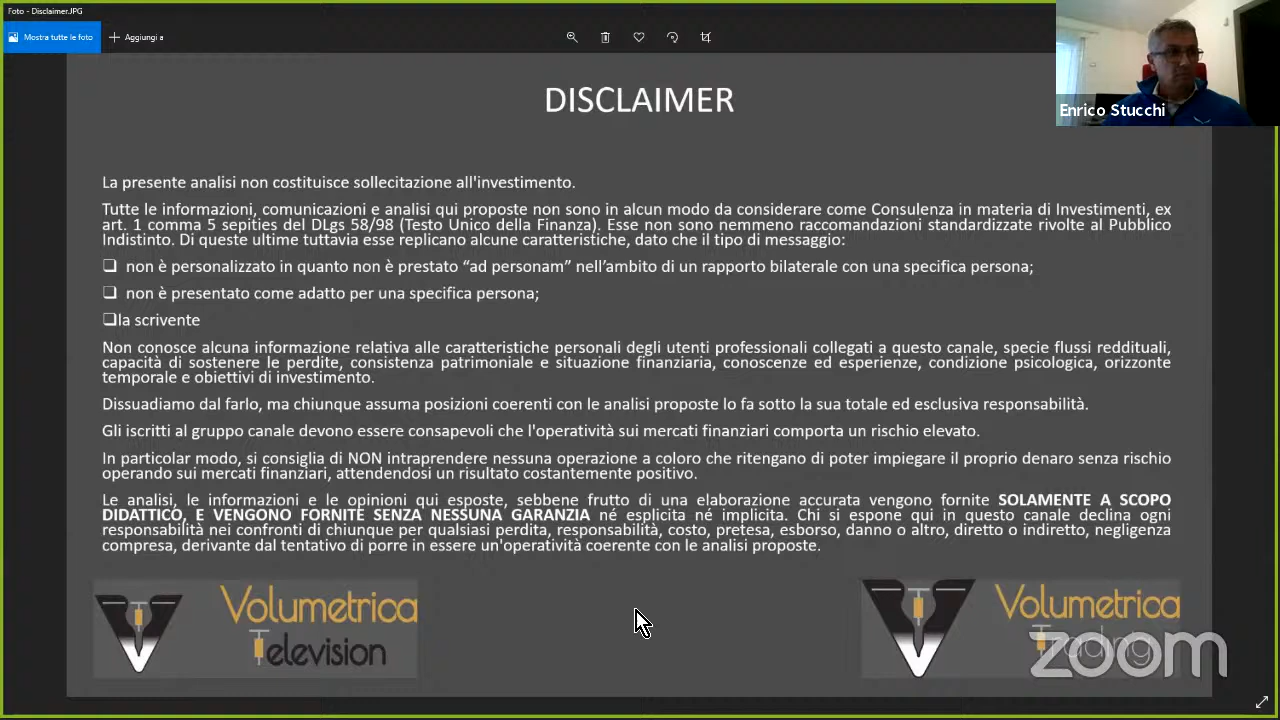 Foto - Disclaimer.JPG
Mostra tutte le foto
Aggiungi a
Enrico Stucchi
DISCLAIMER
La presente analisi non costituisce sollecitazione all'investimento.
Tutte le informazioni, comunicazioni e analisi qui proposte non sono in alcun modo da considerare come Consulenza in materia di Investimenti, ex
art. 1 comma 5 sepities del DLgs 58/98 (Testo Unico della Finanza). Esse non sono nemmeno raccomandazioni standardizzate rivolte al Pubblico
Indistinto. Di queste ultime tuttavia esse replicano alcune caratteristiche, dato che il tipo di messaggio:
❑ non è personalizzato in quanto non è prestato “ad personam” nell’ambito di un rapporto bilaterale con una specifica persona;
❑ non è presentato come adatto per una specifica persona;
❑la scrivente
Non conosce alcuna informazione relativa alle caratteristiche personali degli utenti professionali collegati a questo canale, specie flussi reddituali,
capacità di sostenere le perdite, consistenza patrimoniale e situazione finanziaria, conoscenze ed esperienze, condizione psicologica, orizzonte
temporale e obiettivi di investimento.
Dissuadiamo dal farlo, ma chiunque assuma posizioni coerenti con le analisi proposte lo fa sotto la sua totale ed esclusiva responsabilità.
Gli iscritti al gruppo canale devono essere consapevoli che l'operatività sui mercati finanziari comporta un rischio elevato.
In particolar modo, si consiglia di NON intraprendere nessuna operazione a coloro che ritengano di poter impiegare il proprio denaro senza rischio
operando sui mercati finanziari, attendendosi un risultato costantemente positivo.
Le analisi, le informazioni e le opinioni qui esposte, sebbene frutto di una elaborazione accurata vengono fornite SOLAMENTE A SCOPO
DIDATTICO, E VENGONO FORNITE SENZA NESSUNA GARANZIA né esplicita né implicita. Chi si espone qui in questo canale declina ogni
responsabilità nei confronti di chiunque per qualsiasi perdita, responsabilità, costo, pretesa, esborso, danno o altro, diretto o indiretto, negligenza
compresa, derivante dal tentativo di porre in essere un'operatività coerente con le analisi proposte.
Volumetrica
Television
Volumetrica
Trading
zoom